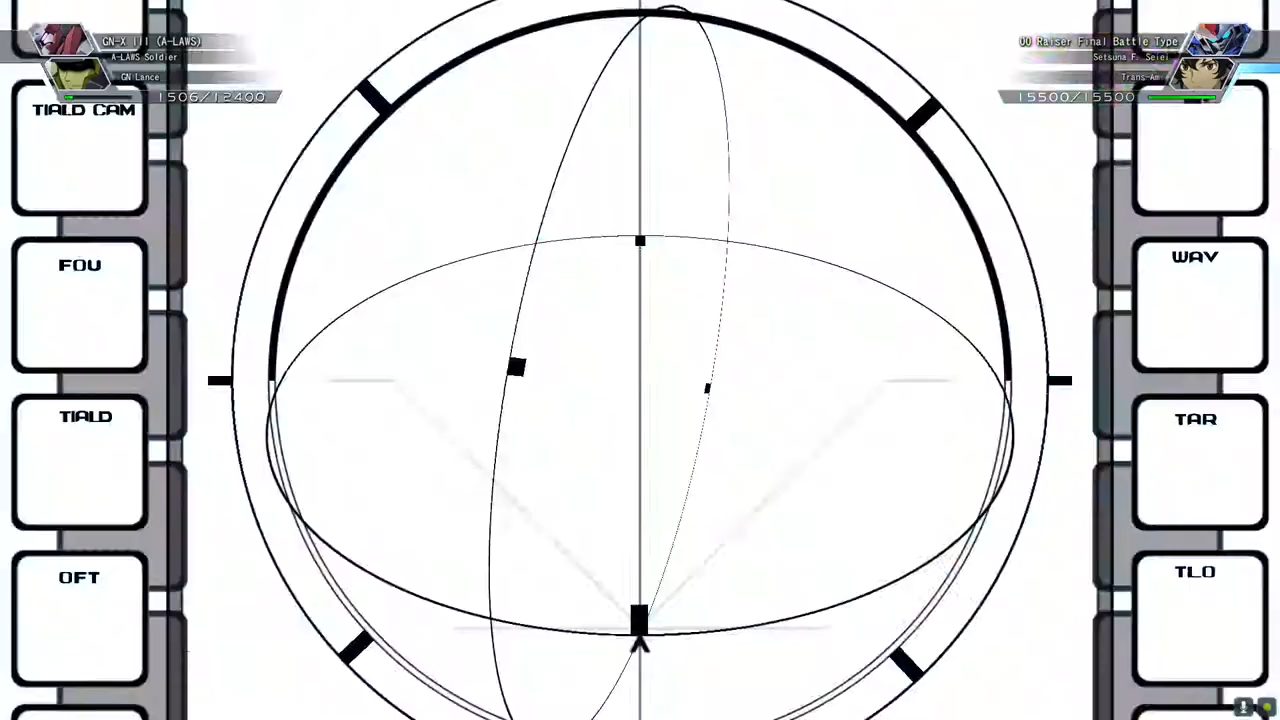 GN-X III (A-LAWS)
A-LAWS Soldier
GN Lance
1506/12400
00 Raiser Final Battle Type
Setsuna F. Seiei
Trans-Am
15500/15500
TIALD CAM
FOU
TIALD
OFT
WAV
TAR
TLO